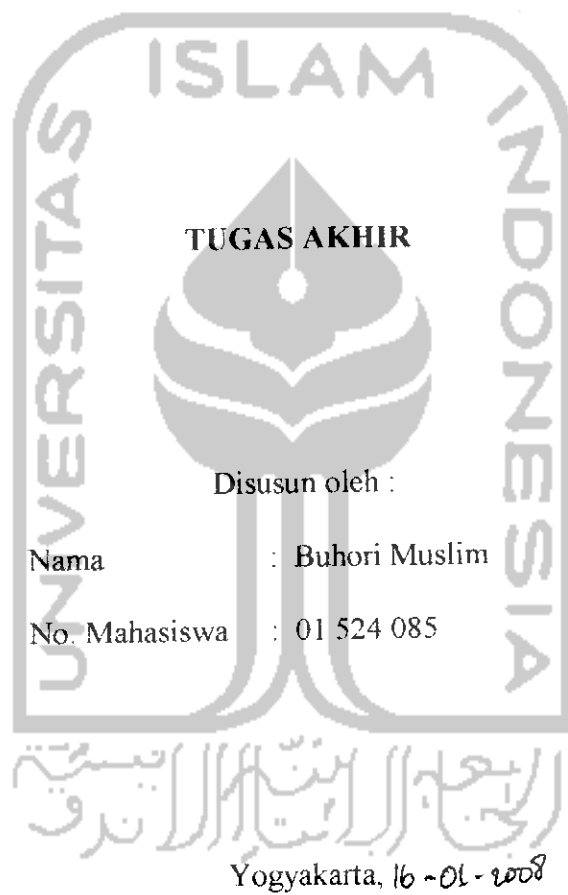 UNIVERSITAS ISLAM INDONESIA
TUGAS AKHIR
Disusun oleh :
Nama : Buhori Muslim
No. Mahasiswa : 01 524 085
Yogyakarta, 16 - 01 - 2008